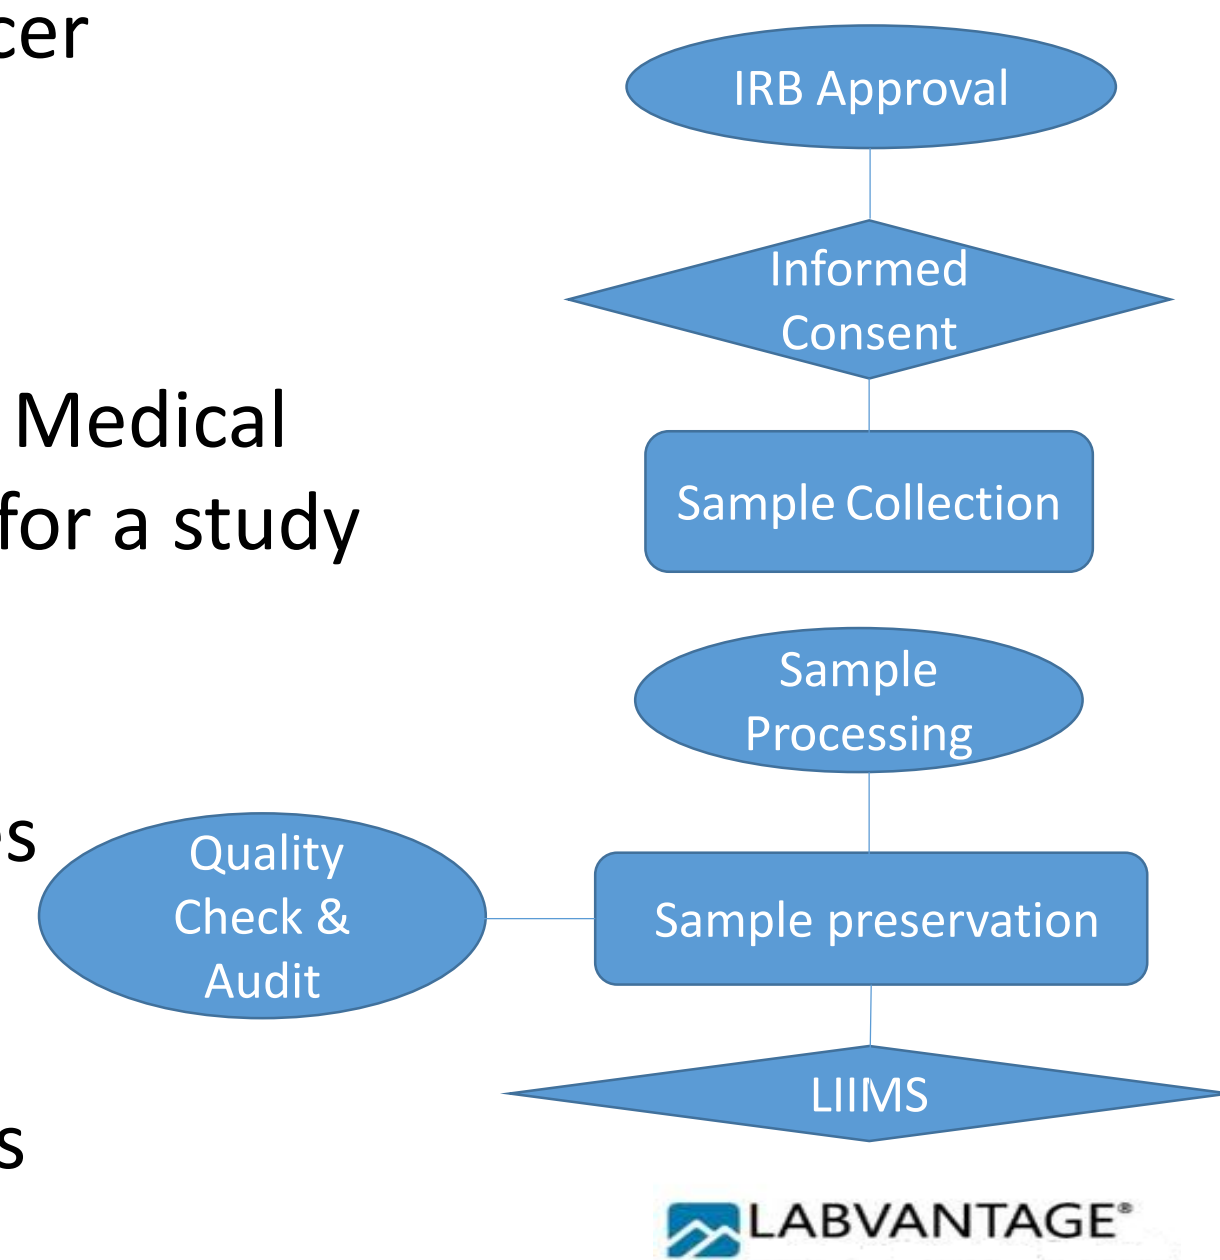 cer
Medical
for a study
es
s
IRB Approval
Informed
Consent
Sample Collection
Sample
Processing
Quality
Check &
Audit
Sample preservation
LIIMS
LABVANTAGE®